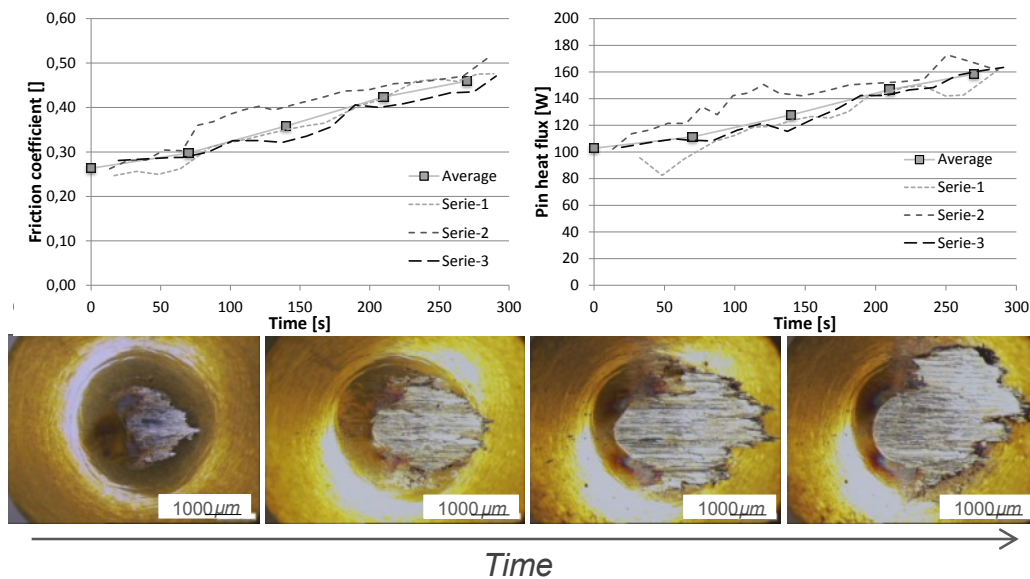 Friction coefficient []
0,60
0,50
0,40
0,30
0,20
0,10
0,00
0
50
100
150
200
250
300
Time [s]
Average
Serie-1
Serie-2
Serie-3
Pin heat flux [W]
200
180
160
140
120
100
80
60
40
20
0
0
50
100
150
200
250
300
Time [s]
Average
Serie-1
Serie-2
Serie-3
1000µm
1000µm
1000µm
1000µm
Time